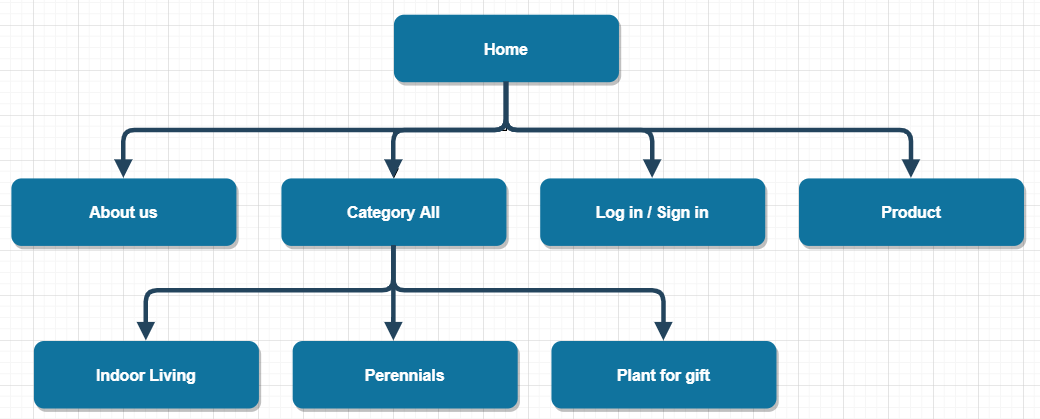 Home
About us
Category All
Log in / Sign in
Product
Indoor Living
Perennials
Plant for gift